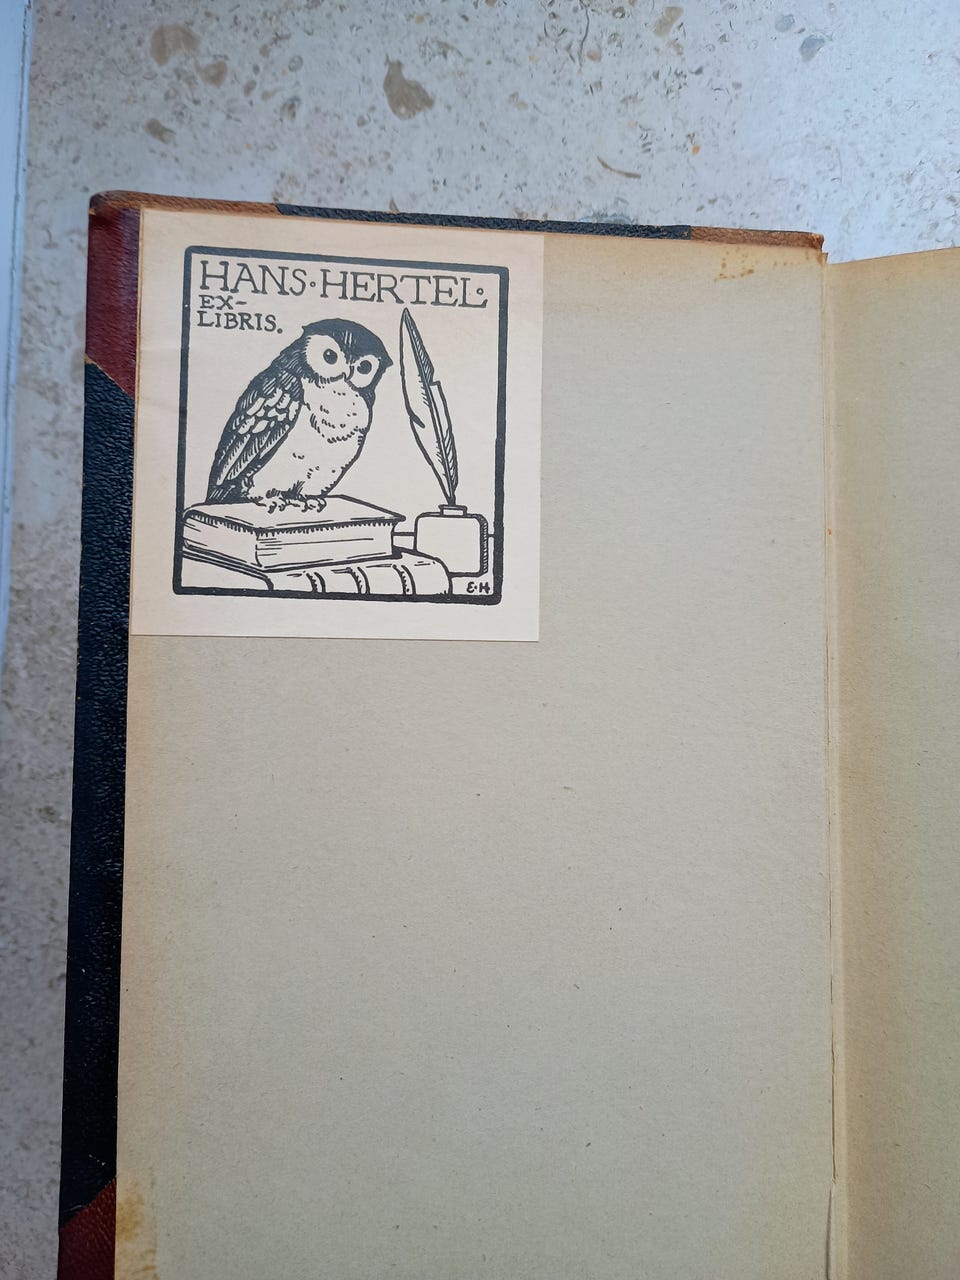 HANS·HERTEL.
EX-
LIBRIS.
E·H